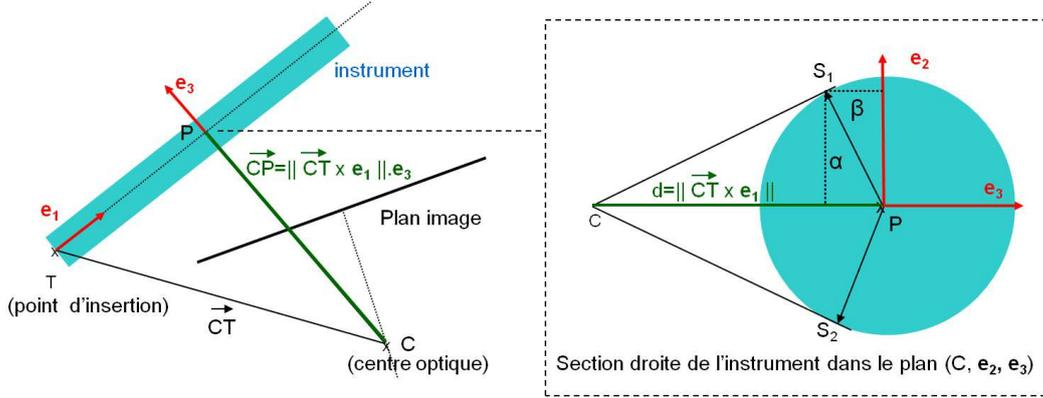 instrument
e3
P
CP=|| CT x e1 ||.e3
e1
Plan image
T
(point d'insertion)
CT
C
(centre optique)
S1
e2
β
α
d=|| CT x e1 ||
e3
C
P
S2
Section droite de l'instrument dans le plan (C, e2, e3)